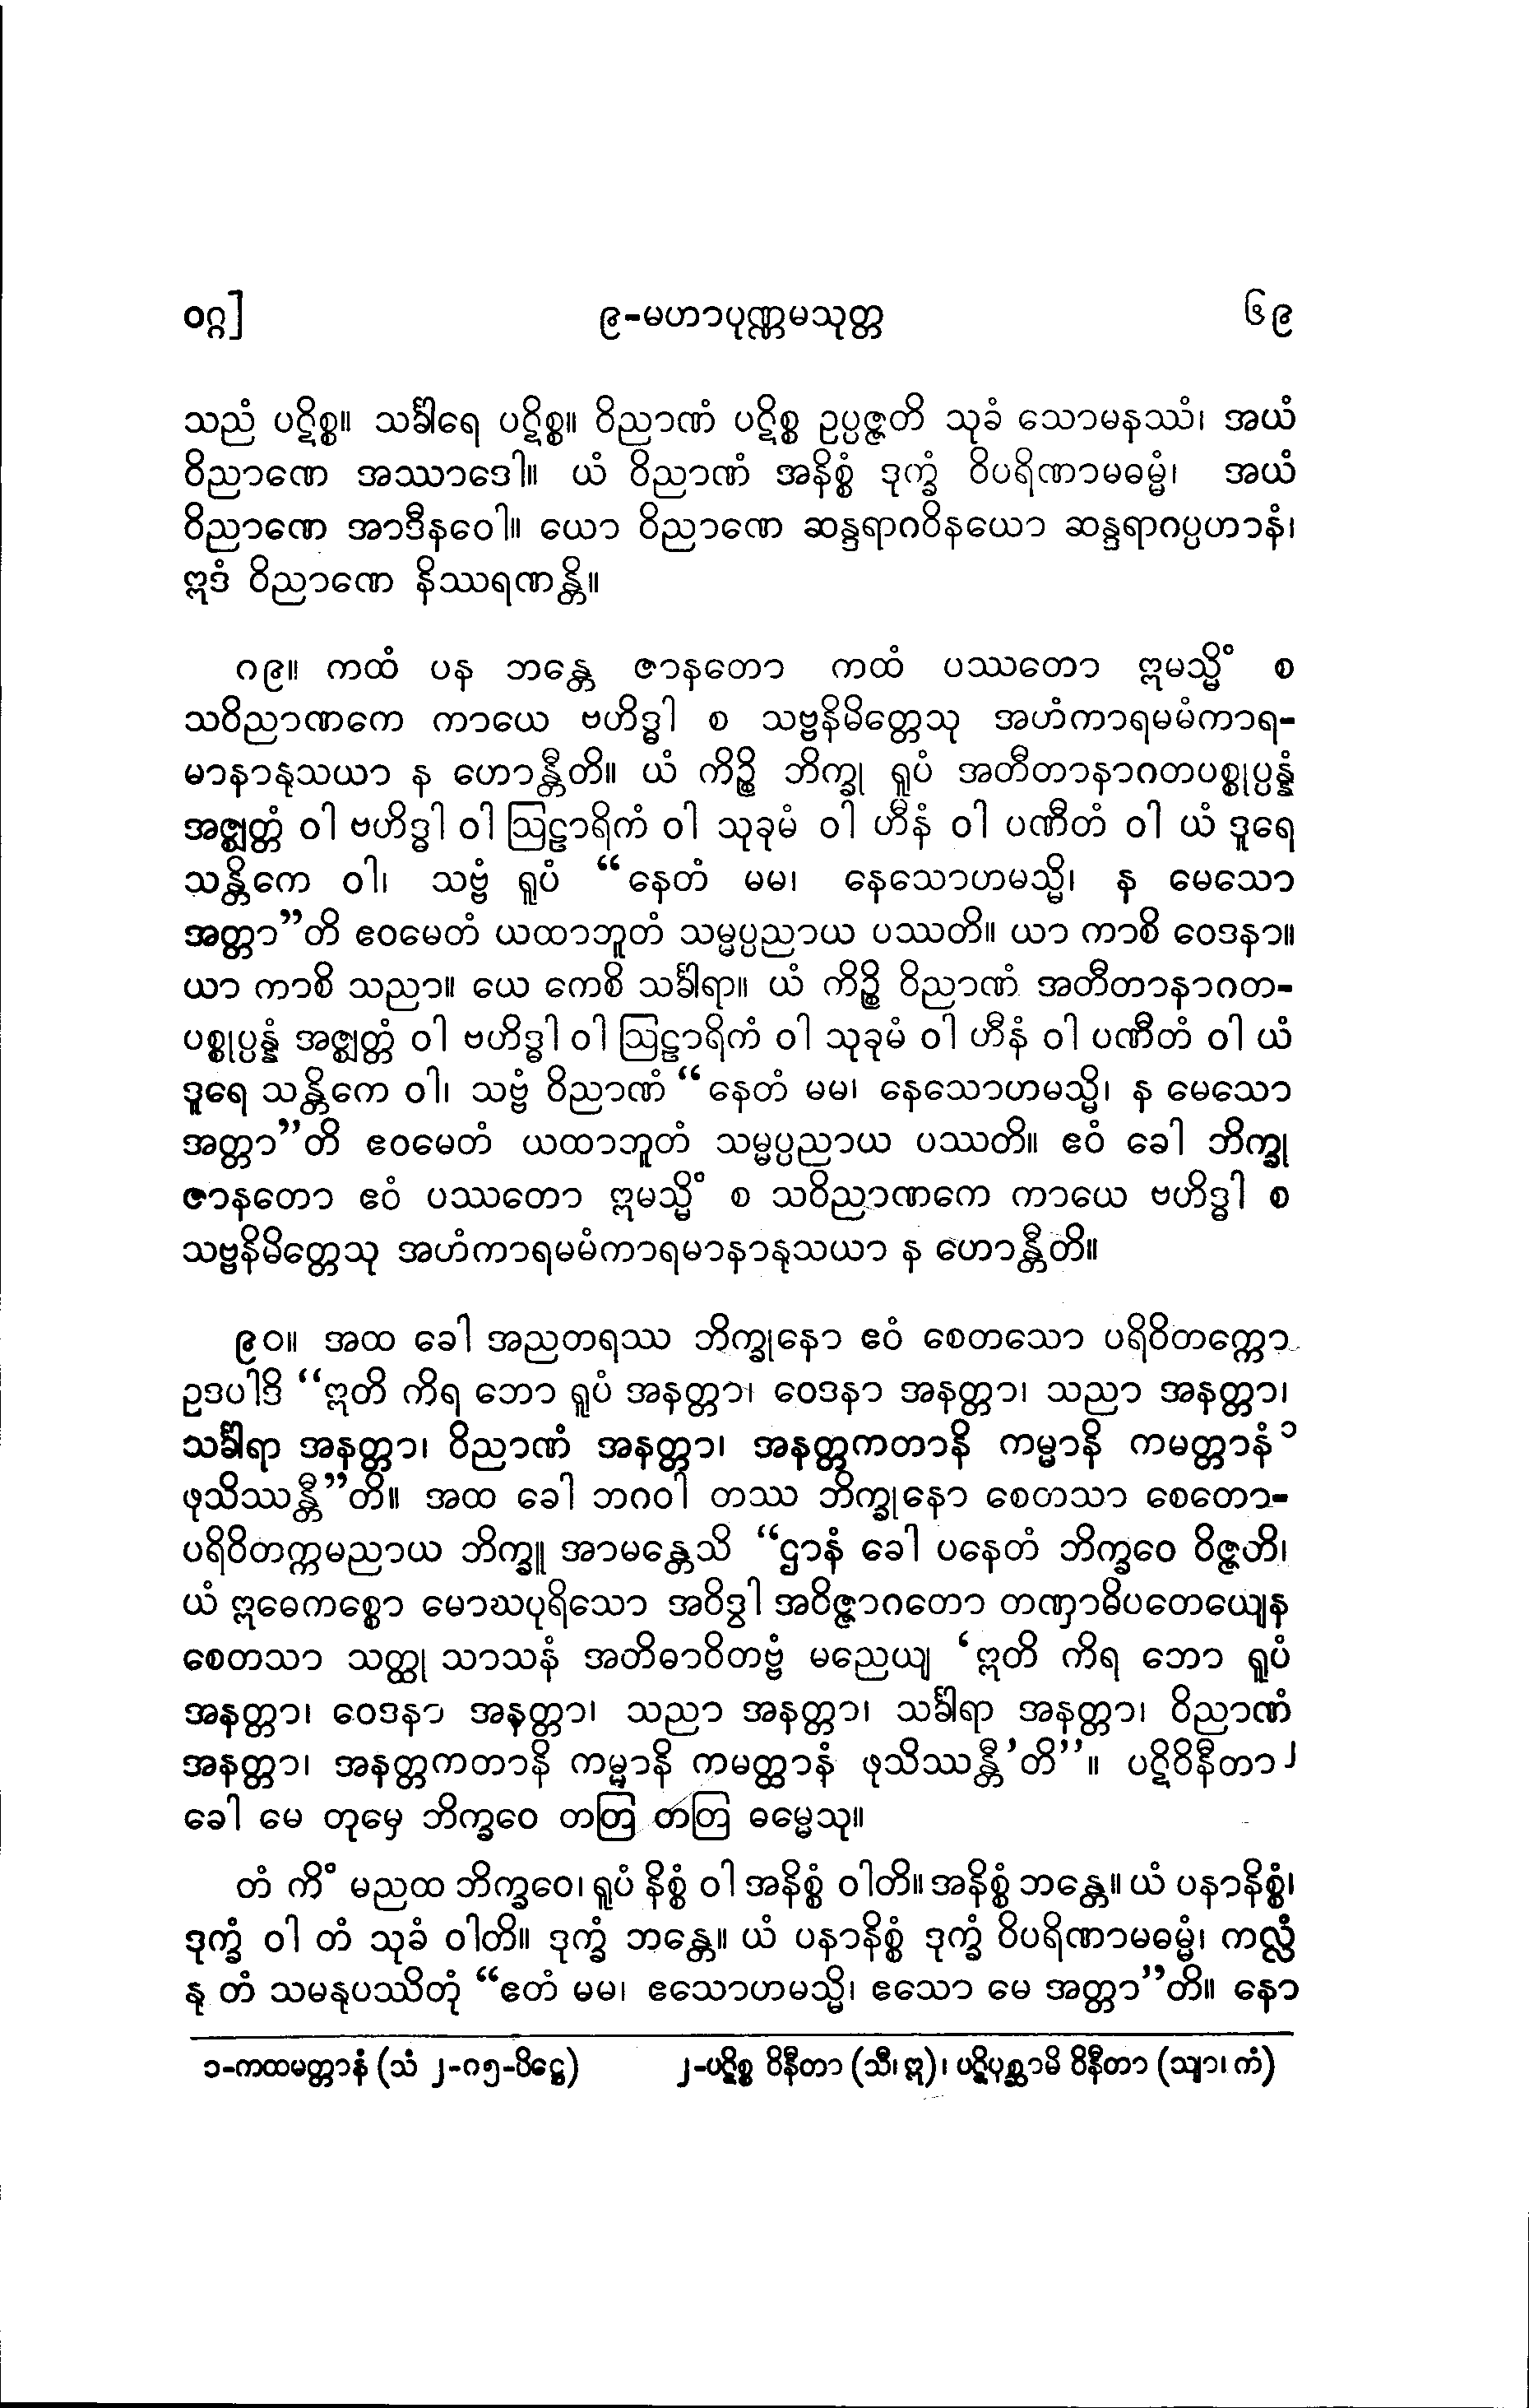 ဝဂ္ဂ]
၉-မဟာပုဏ္ဏမသုတ္တ
၆၉
သညံ ပဋိစ္စ။ သင်္ခါရေ ပဋိစ္စ။ ဝိညာဏံ ပဋိစ္စ ဥပ္ပဇ္ဇတိ သုခံ သောမနဿံ၊ အယံ
ဝိညာဏေ အဿာဒေါ။ ယံ ဝိညာဏံ အနိစ္စံ ဒုက္ခံ ဝိပရိဏာမဓမ္မံ၊ အယံ
ဝိညာဏေ အာဒီနဝေါ။ ယော ဝိညာဏေ ဆန္ဒရာဂဝိနယော ဆန္ဒရာဂပ္ပဟာနံ၊
ဣဒံ ဝိညာဏေ နိဿရဏန္တိ။
၈၉။ ကထံ ပန ဘန္တေ ဇာနတော ကထံ ပဿတော ဣမသ္မိံ စ
သဝိညာဏကေ ကာယေ ဗဟိဒ္ဓါ စ သဗ္ဗနိမိတ္တေသု အဟံကာရမမံကာရ-
မာနာနုသယာ န ဟောန္တီတိ။ ယံ ကိဉ္စိ ဘိက္ခု ရူပံ အတီတာနာဂတပစ္စုပ္ပန္နံ
အဇ္ဈတ္တံ ဝါ ဗဟိဒ္ဓါ ဝါ ဩဠာရိကံ ဝါ သုခုမံ ဝါ ဟီနံ ဝါ ပဏီတံ ဝါ ယံ ဒူရေ
သန္တိကေ ဝါ၊ သဗ္ဗံ ရူပံ “နေတံ မမ၊ နေသောဟမသ္မိ၊ န မေသော
အတ္တာ”တိ ဧဝမေတံ ယထာဘူတံ သမ္မပ္ပညာယ ပဿတိ။ ယာ ကာစိ ဝေဒနာ။
ယာ ကာစိ သညာ။ ယေ ကေစိ သင်္ခါရာ။ ယံ ကိဉ္စိ ဝိညာဏံ အတီတာနာဂတ-
ပစ္စုပ္ပန္နံ အဇ္ဈတ္တံ ဝါ ဗဟိဒ္ဓါ ဝါ ဩဠာရိကံ ဝါ သုခုမံ ဝါ ဟီနံ ဝါ ပဏီတံ ဝါ ယံ
ဒူရေ သန္တိကေ ဝါ၊ သဗ္ဗံ ဝိညာဏံ “နေတံ မမ၊ နေသောဟမသ္မိ၊ န မေသော
အတ္တာ”တိ ဧဝမေတံ ယထာဘူတံ သမ္မပ္ပညာယ ပဿတိ။ ဧဝံ ခေါ ဘိက္ခု
ဇာနတော ဧဝံ ပဿတော ဣမသ္မိံ စ သဝိညာဏကေ ကာယေ ဗဟိဒ္ဓါ စ
သဗ္ဗနိမိတ္တေသု အဟံကာရမမံကာရမာနာနုသယာ န ဟောန္တီတိ။
၉၀။ အထ ခေါ အညတရဿ ဘိက္ခုနော ဧဝံ စေတသော ပရိဝိတက္ကော
ဥဒပါဒိ “ဣတိ ကိရ ဘော ရူပံ အနတ္တာ၊ ဝေဒနာ အနတ္တာ၊ သညာ အနတ္တာ၊
သင်္ခါရာ အနတ္တာ၊ ဝိညာဏံ အနတ္တာ၊ အနတ္တကတာနိ ကမ္မာနိ ကမတ္တာနံ၁
ဖုသိဿန္တီ”တိ။ အထ ခေါ ဘဂဝါ တဿ ဘိက္ခုနော စေတသာ စေတော-
ပရိဝိတက္ကမညာယ ဘိက္ခူ အာမန္တေသိ “ဌာနံ ခေါ ပနေတံ ဘိက္ခဝေ ဝိဇ္ဇတိ၊
ယံ ဣဓေကစ္စော မောဃပုရိသော အဝိဒွါ အဝိဇ္ဇာဂတော တဏှာဓိပတေယျေန
စေတသာ သတ္ထု သာသနံ အတိဓာဝိတဗ္ဗံ မညေယျ ‘ဣတိ ကိရ ဘော ရူပံ
အနတ္တာ၊ ဝေဒနာ အနတ္တာ၊ သညာ အနတ္တာ၊ သင်္ခါရာ အနတ္တာ၊ ဝိညာဏံ
အနတ္တာ၊ အနတ္တကတာနိ ကမ္မာနိ ကမတ္ထာနံ ဖုသိဿန္တီ’တိ”။ ပဋိဝိနီတာ၂
ခေါ မေ တုမှေ ဘိက္ခဝေ တတြ တတြ ဓမ္မေသု။
တံ ကိံ မညထ ဘိက္ခဝေ၊ ရူပံ နိစ္စံ ဝါ အနိစ္စံ ဝါတိ။ အနိစ္စံ ဘန္တေ။ ယံ ပနာနိစ္စံ၊
ဒုက္ခံ ဝါ တံ သုခံ ဝါတိ။ ဒုက္ခံ ဘန္တေ။ ယံ ပနာနိစ္စံ ဒုက္ခံ ဝိပရိဏာမဓမ္မံ၊ ကလ္လံ
နု တံ သမနုပဿိတုံ “ဧတံ မမ၊ ဧသောဟမသ္မိ၊ ဧသော မေ အတ္တာ”တိ။ နော
၁-ကထမတ္တာနံ (သံ ၂-၈၅-ပိဋ္ဌေ)
၂-ပဋိစ္စ ဝိနီတာ (သီ၊ ဣ)၊ ပဋိပုစ္ဆာမိ ဝိနီတာ (သျာ၊ ကံ)